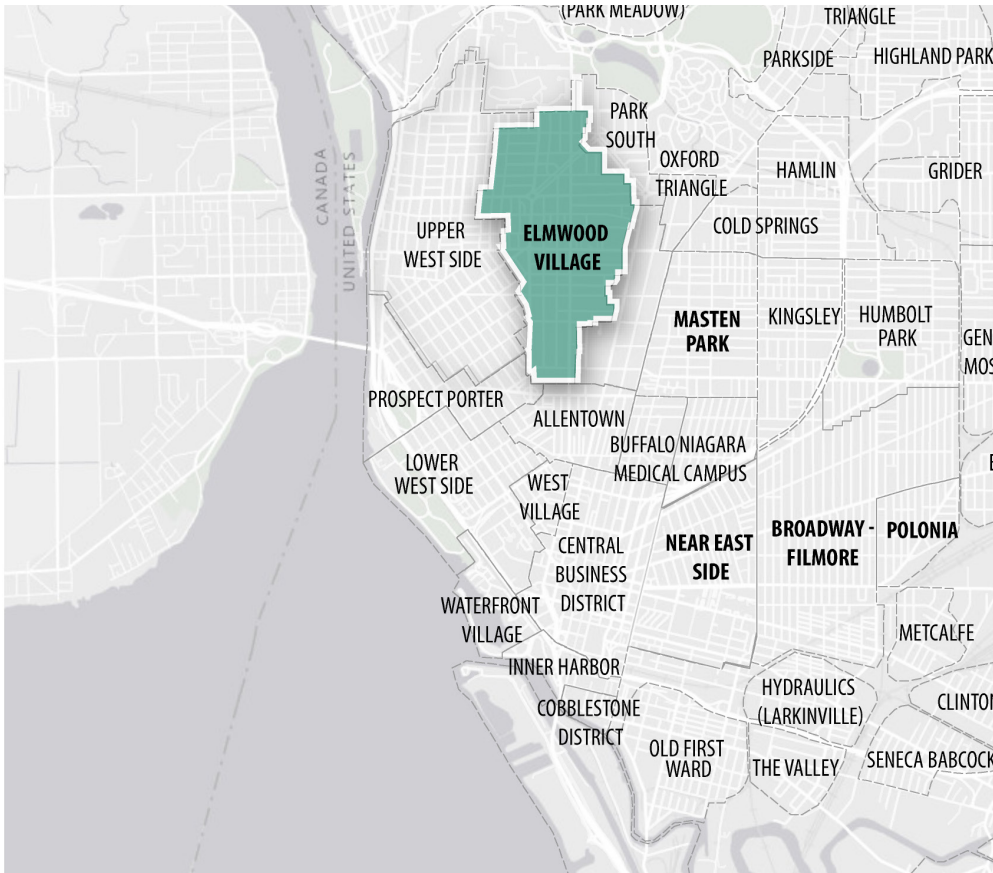 (PARK MEADOW)
TRIANGLE
PARKSIDE
HIGHLAND PARK
PARK
SOUTH
OXFORD
TRIANGLE
HAMLIN
GRIDER
CANADA
UNITED STATES
UPPER
WEST SIDE
ELMWOOD
VILLAGE
COLD SPRINGS
MASTEN
PARK
KINGSLEY
HUMBOLT
PARK
GEN
MOS
PROSPECT PORTER
ALLENTOWN
BUFFALO NIAGARA
MEDICAL CAMPUS
LOWER
WEST SIDE
WEST
VILLAGE
CENTRAL
BUSINESS
DISTRICT
NEAR EAST
SIDE
BROADWAY -
FILMORE
POLONIA
WATERFRONT
VILLAGE
METCALFE
INNER HARBOR
COBBLESTONE
DISTRICT
HYDRAULICS
(LARKINVILLE)
CLINTON
OLD FIRST
WARD
THE VALLEY
SENECA BABCOCK